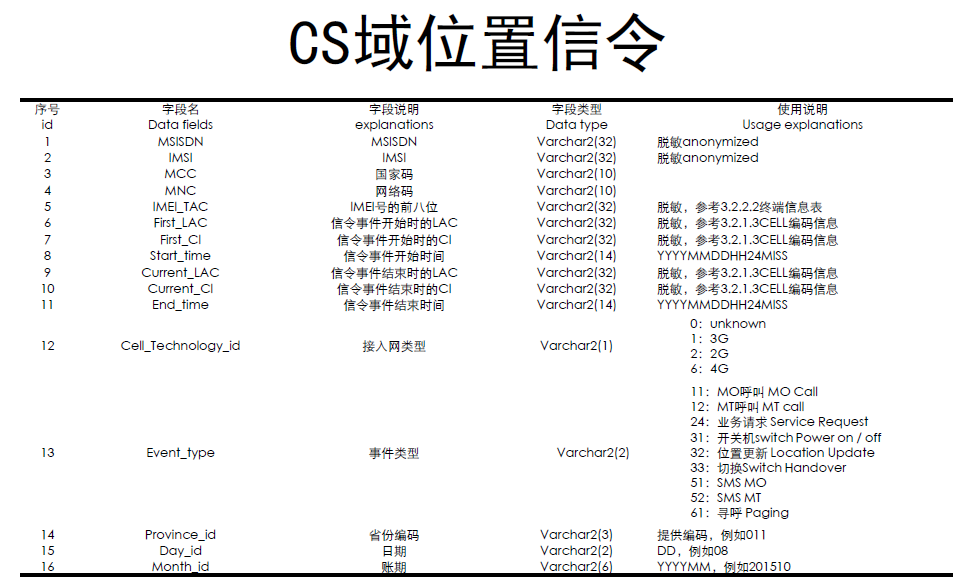 CS域位置信令
序号 字段名 字段说明 字段类型 使用说明
id Data fields explanations Data type Usage explanations
1 MSISDN MSISDN Varchar2(32) 脱敏anonymized
2 IMSI IMSI Varchar2(32) 脱敏anonymized
3 MCC 国家码 Varchar2(10)
4 MNC 网络码 Varchar2(10)
5 IMEI_TAC IMEI号的前八位 Varchar2(32) 脱敏，参考3.2.2.2终端信息表
6 First_LAC 信令事件开始时的LAC Varchar2(32) 脱敏，参考3.2.1.3CELL编码信息
7 First_CI 信令事件开始时的CI Varchar2(32) 脱敏，参考3.2.1.3CELL编码信息
8 Start_time 信令事件开始时间 Varchar2(14) YYYYMMDDHH24MISS
9 Current_LAC 信令事件结束时的LAC Varchar2(32) 脱敏，参考3.2.1.3CELL编码信息
10 Current_CI 信令事件结束时的CI Varchar2(32) 脱敏，参考3.2.1.3CELL编码信息
11 End_time 信令事件结束时间 Varchar2(14) YYYYMMDDHH24MISS
12 Cell_Technology_id 接入网类型 Varchar2(1)
0：unknown
1：3G
2：2G
6：4G
13 Event_type 事件类型 Varchar2(2)
11：MO呼叫 MO Call
12：MT呼叫 MT call
24：业务请求 Service Request
31：开关机switch Power on / off
32：位置更新 Location Update
33：切换Switch Handover
51：SMS MO
52：SMS MT
61：寻呼 Paging
14 Province_id 省份编码 Varchar2(3) 提供编码，例如011
15 Day_id 日期 Varchar2(2) DD，例如08
16 Month_id 账期 Varchar2(6) YYYYMM，例如201510